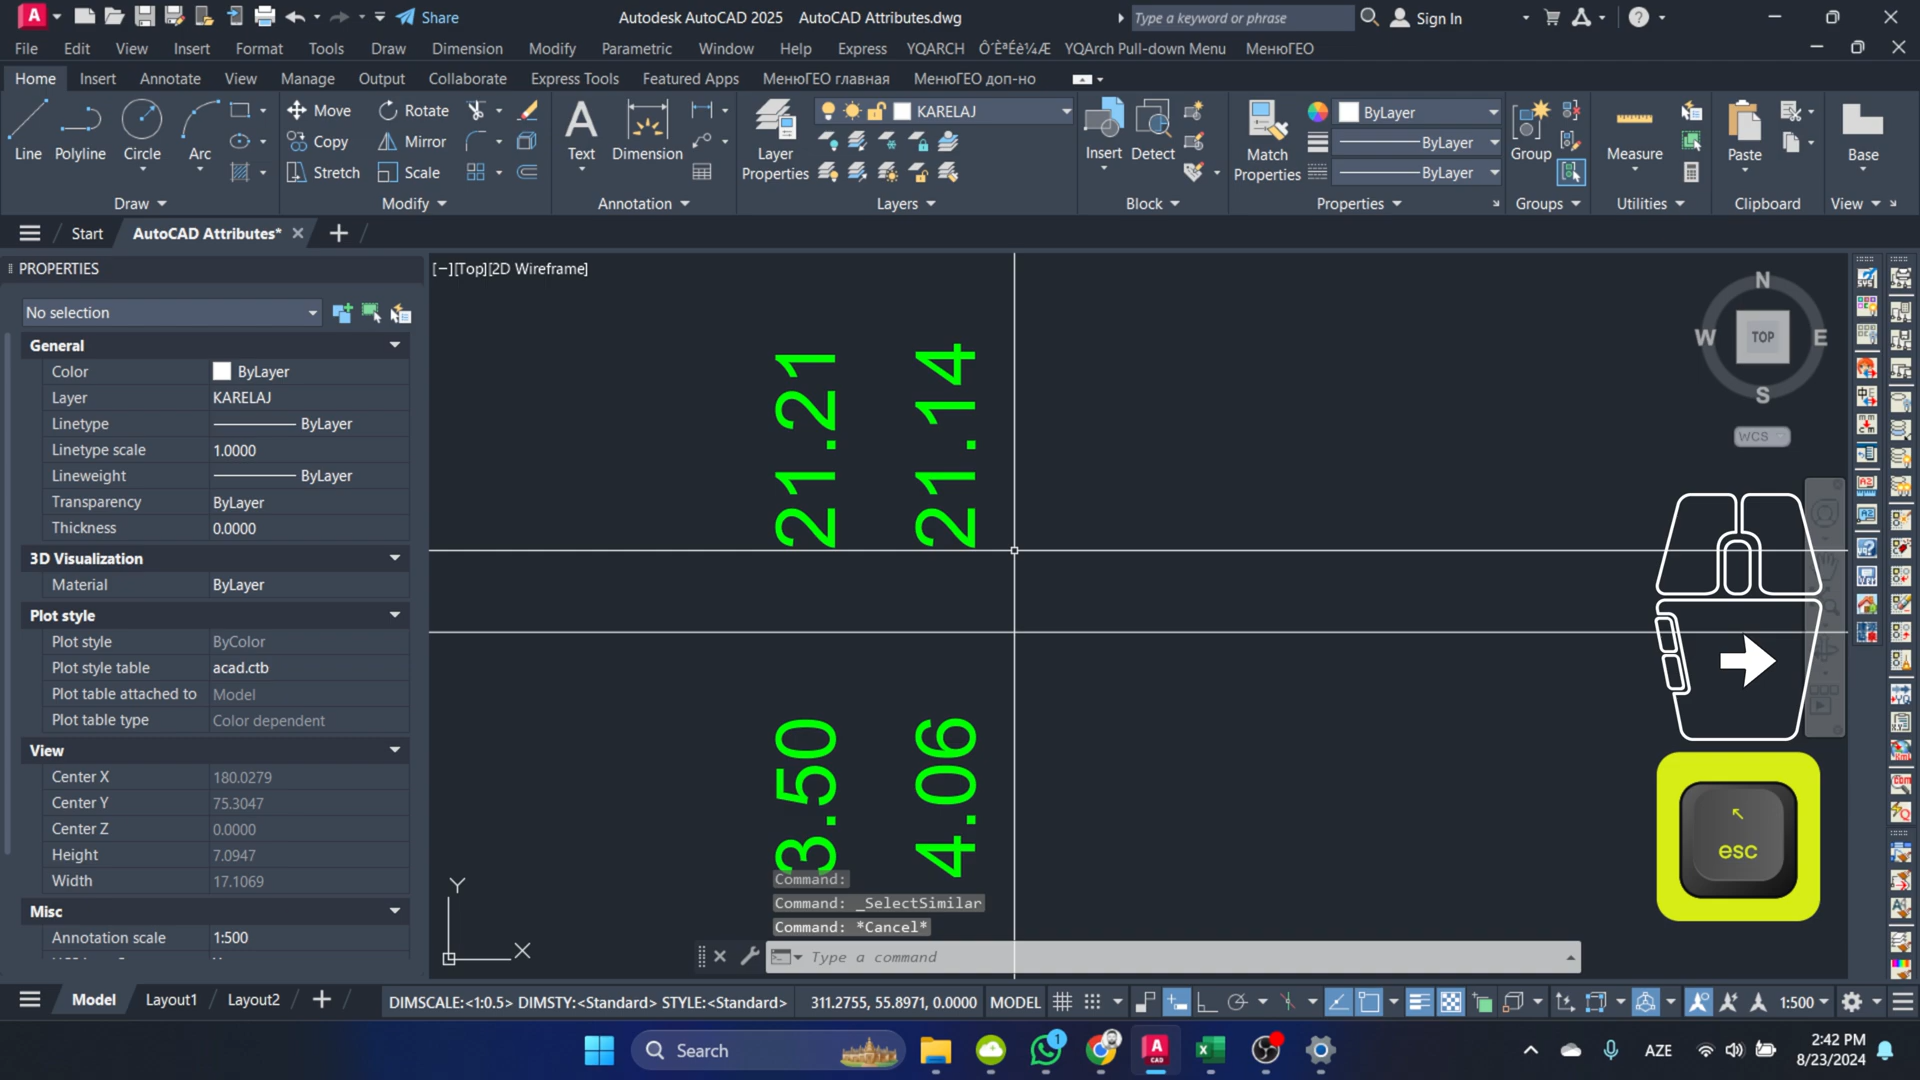 Share
Autodesk AutoCAD 2025 AutoCAD Attributes.dwg
Type a keyword or phrase
Sign In
File Edit View Insert Format Tools Draw Dimension Modify Parametric Window Help Express YQARCH Ô´ÈªÉè¼Æ YQArch Pull-down Menu МенюГЕО
Home Insert Annotate View Manage Output Collaborate Express Tools Featured Apps МенюГЕО главная МенюГЕО доп-но
Line Polyline Circle Arc
Move Rotate
Copy Mirror
Stretch Scale
Text Dimension
Layer Properties
KARELAJ
Insert Detect
Match Properties
ByLayer
ByLayer
ByLayer
Group Measure Paste Base
Draw Modify Annotation Layers Block Properties Groups Utilities Clipboard View
Start AutoCAD Attributes*
PROPERTIES
No selection
General
Color ByLayer
Layer KARELAJ
Linetype ByLayer
Linetype scale 1.0000
Lineweight ByLayer
Transparency ByLayer
Thickness 0.0000
3D Visualization
Material ByLayer
Plot style
Plot style ByColor
Plot style table acad.ctb
Plot table attached to Model
Plot table type Color dependent
View
Center X 180.0279
Center Y 75.3047
Center Z 0.0000
Height 7.0947
Width 17.1069
Misc
Annotation scale 1:500
[−][Top][2D Wireframe]
21.21
21.14
3.50
4.06
N
W TOP E
S
WCS
esc
Y
X
Command:
Command: _SelectSimilar
Command: *Cancel*
Type a command
Model Layout1 Layout2
DIMSCALE:<1:0.5> DIMSTY:<Standard> STYLE:<Standard>
311.2755, 55.8971, 0.0000
MODEL
1:500
Search
AZE
2:42 PM
8/23/2024